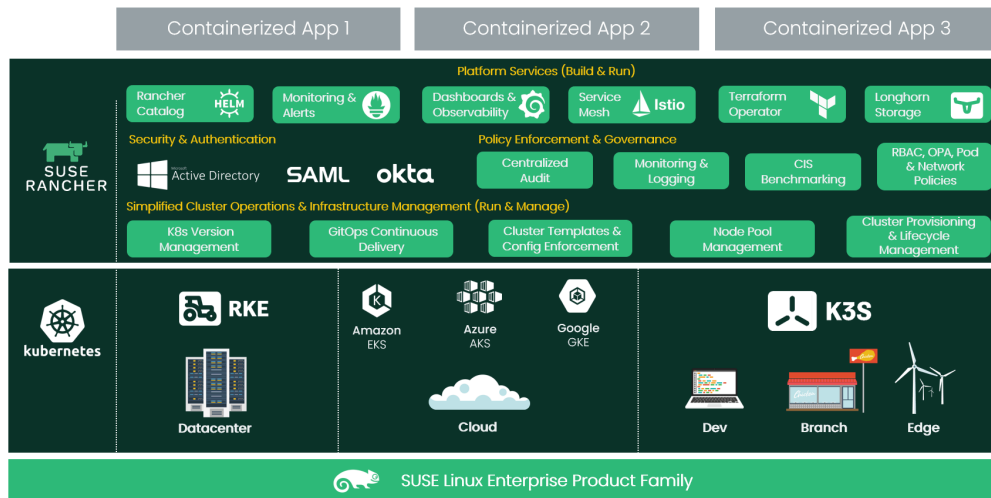 Containerized App 1
Containerized App 2
Containerized App 3
Platform Services (Build & Run)
Rancher
Catalog
HELM
Monitoring &
Alerts
Dashboards &
Observability
Service
Mesh
Istio
Terraform
Operator
Longhorn
Storage
SUSE
RANCHER
Security & Authentication
Microsoft
Active Directory
SAML
okta
Policy Enforcement & Governance
Centralized
Audit
Monitoring &
Logging
CIS
Benchmarking
RBAC, OPA, Pod
& Network
Policies
Simplified Cluster Operations & Infrastructure Management (Run & Manage)
K8s Version
Management
GitOps Continuous
Delivery
Cluster Templates &
Config Enforcement
Node Pool
Management
Cluster Provisioning
& Lifecycle
Management
kubernetes
RKE
Amazon
EKS
Azure
AKS
Google
GKE
K3S
Datacenter
Cloud
Dev
Branch
Edge
SUSE Linux Enterprise Product Family